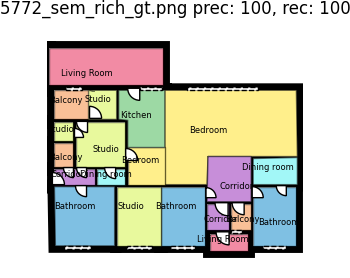 5772_sem_rich_gt.png prec: 100, rec: 100
Living Room
Balcony Studio
Kitchen
Studio Bedroom
Studio
Balcony Bedroom Dining room
Corridor Dining room Corridor
Bathroom Studio Bathroom Corridor Balcony Bathroom
Living Room